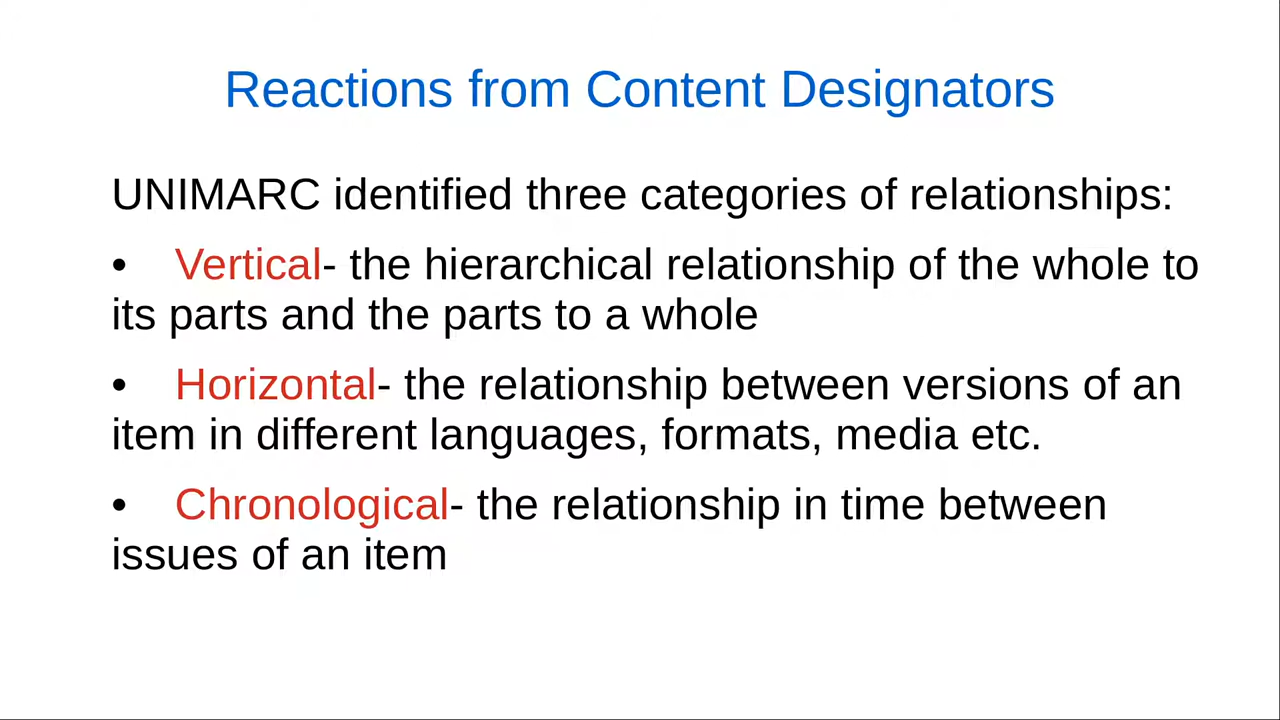 Reactions from Content Designators
UNIMARC identified three categories of relationships:
• Vertical- the hierarchical relationship of the whole to
its parts and the parts to a whole
• Horizontal- the relationship between versions of an
item in different languages, formats, media etc.
• Chronological- the relationship in time between
issues of an item